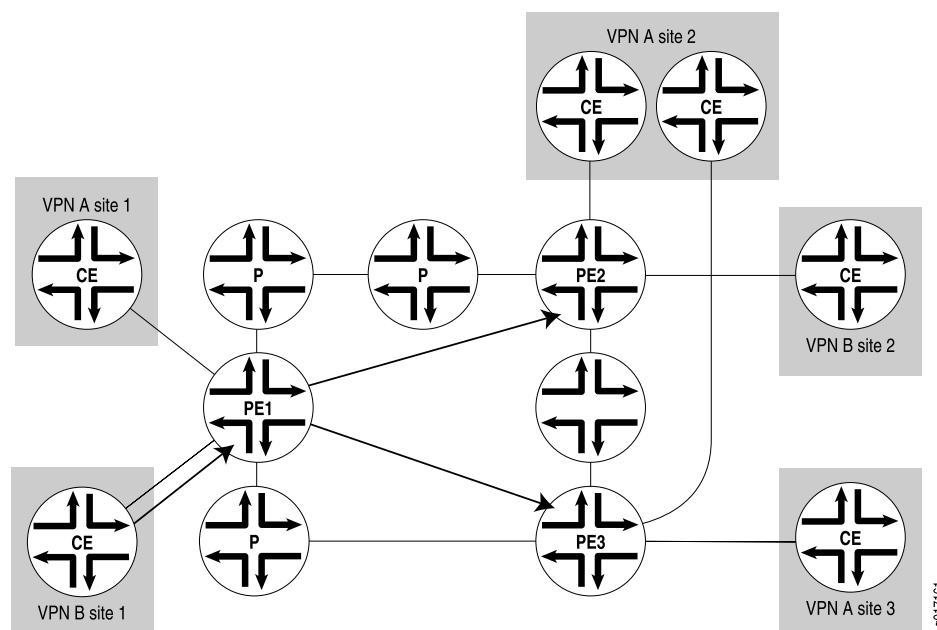 VPN A site 2
CE
CE
VPN A site 1
CE
P
P
PE2
CE
VPN B site 2
PE1
CE
VPN B site 1
P
PE3
CE
VPN A site 3